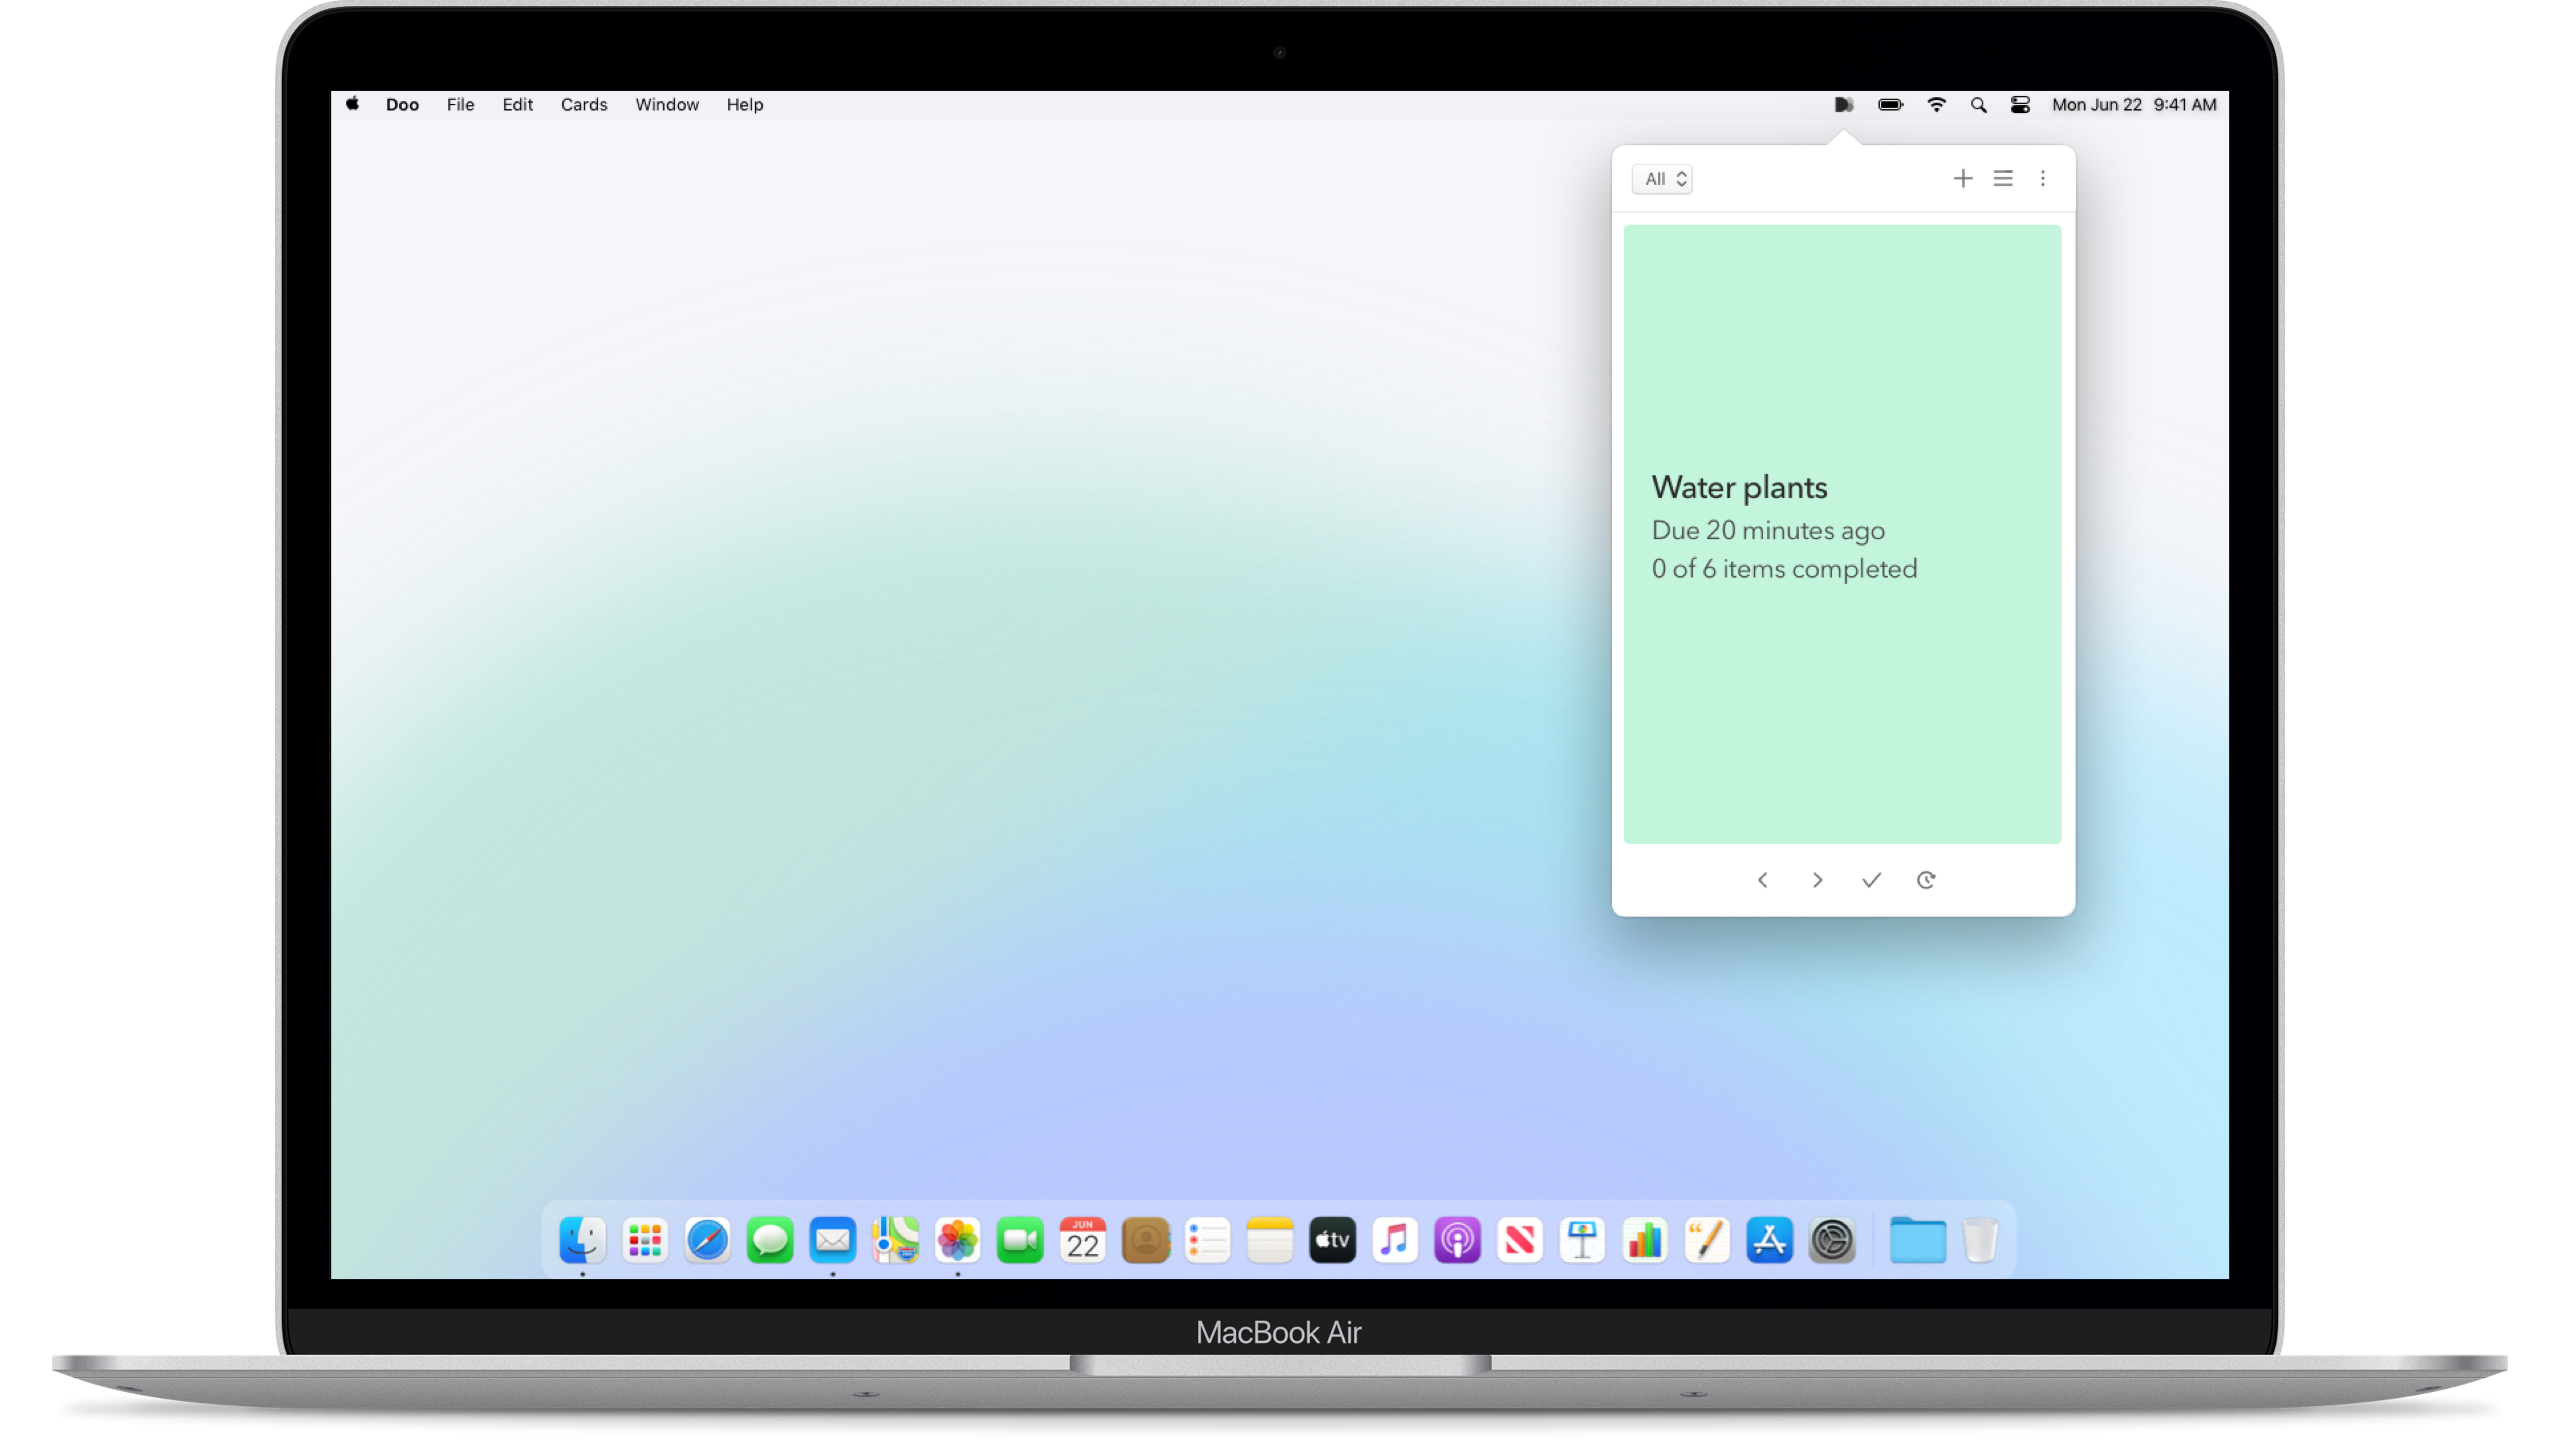 Doo File Edit Cards Window Help Mon Jun 22 9:41 AM
All
Water plants
Due 20 minutes ago
0 of 6 items completed
JUN
22
tv
MacBook Air